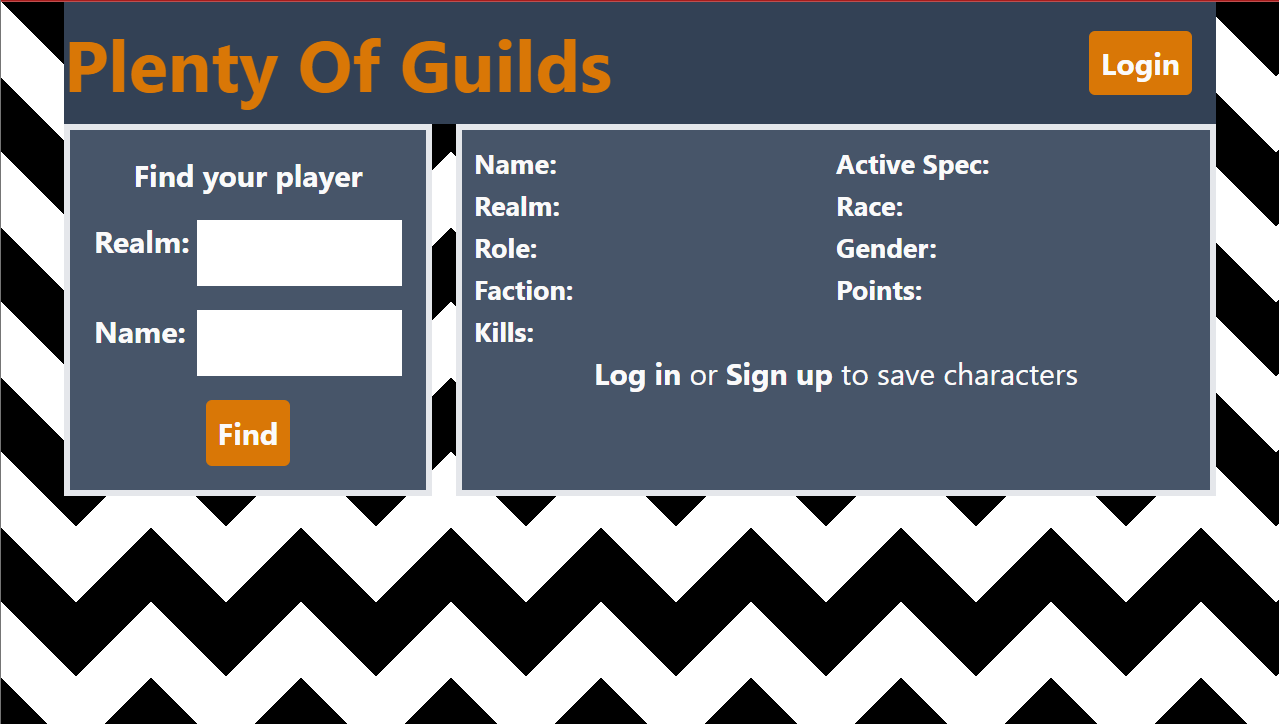 Plenty Of Guilds
Login
Find your player
Realm:
Name:
Find
Name:
Active Spec:
Realm:
Race:
Role:
Gender:
Faction:
Points:
Kills:
Log in or Sign up to save characters